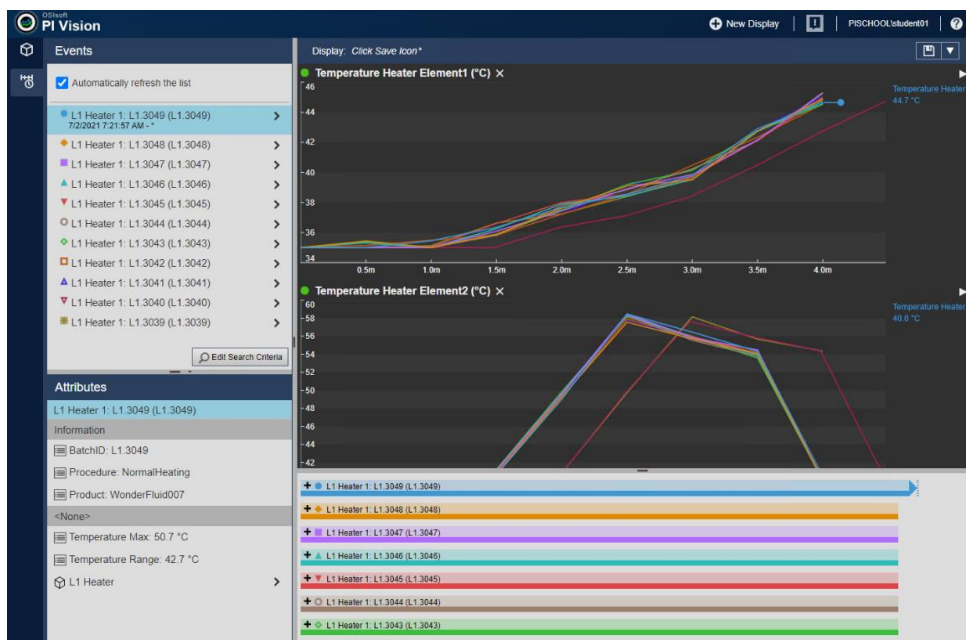 OSIsoft
PI Vision
New Display
PISCHOOL\student01
?
Events
Display: Click Save Icon*
Automatically refresh the list
L1 Heater 1: L1.3049 (L1.3049)
7/2/2021 7:21:57 AM - *
L1 Heater 1: L1.3048 (L1.3048)
L1 Heater 1: L1.3047 (L1.3047)
L1 Heater 1: L1.3046 (L1.3046)
L1 Heater 1: L1.3045 (L1.3045)
L1 Heater 1: L1.3044 (L1.3044)
L1 Heater 1: L1.3043 (L1.3043)
L1 Heater 1: L1.3042 (L1.3042)
L1 Heater 1: L1.3041 (L1.3041)
L1 Heater 1: L1.3040 (L1.3040)
L1 Heater 1: L1.3039 (L1.3039)
Edit Search Criteria
Attributes
L1 Heater 1: L1.3049 (L1.3049)
Information
BatchID: L1.3049
Procedure: NormalHeating
Product: WonderFluid007
<None>
Temperature Max: 50.7 °C
Temperature Range: 42.7 °C
L1 Heater
Temperature Heater Element1 (°C)
46
44
42
40
38
36
34
0.5m 1.0m 1.5m 2.0m 2.5m 3.0m 3.5m 4.0m
Temperature Heater
44.7 °C
Temperature Heater Element2 (°C)
60
58
56
54
52
50
48
46
44
42
Temperature Heater
40.0 °C
L1 Heater 1: L1.3049 (L1.3049)
L1 Heater 1: L1.3048 (L1.3048)
L1 Heater 1: L1.3047 (L1.3047)
L1 Heater 1: L1.3046 (L1.3046)
L1 Heater 1: L1.3045 (L1.3045)
L1 Heater 1: L1.3044 (L1.3044)
L1 Heater 1: L1.3043 (L1.3043)